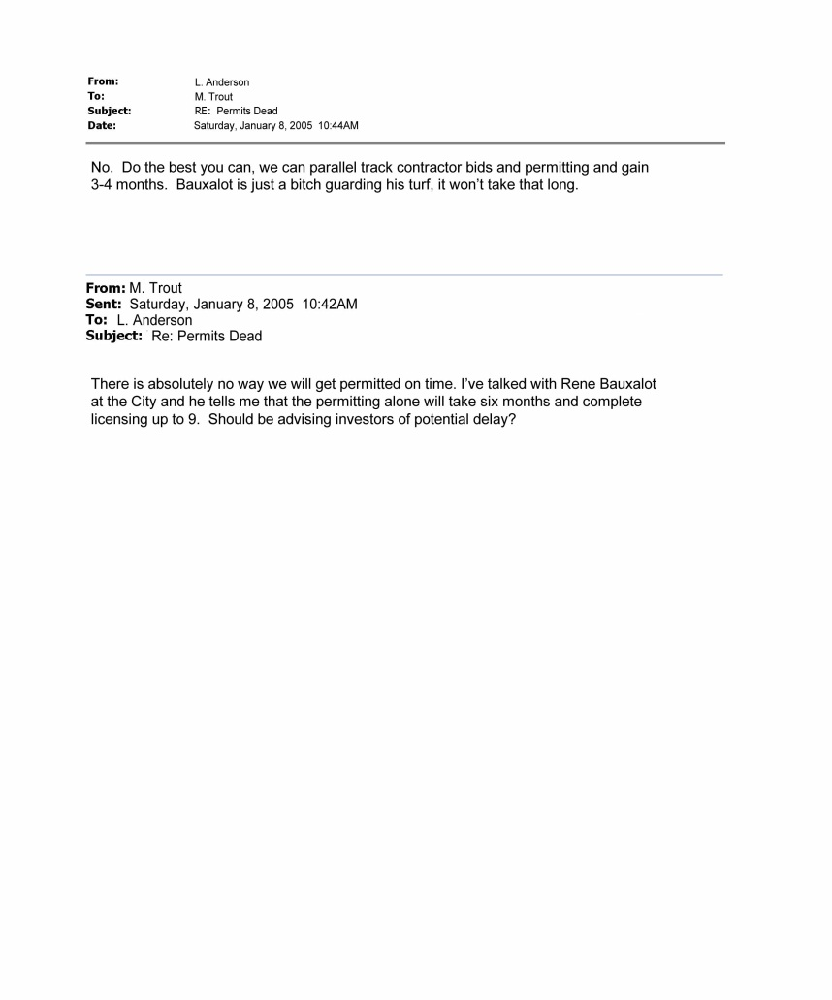 From: L. Anderson
To: M. Trout
Subject: RE: Permits Dead
Date: Saturday, January 8, 2005 10:44AM
No. Do the best you can, we can parallel track contractor bids and permitting and gain
3-4 months. Bauxalot is just a bitch guarding his turf, it won’t take that long.
From: M. Trout
Sent: Saturday, January 8, 2005 10:42AM
To: L. Anderson
Subject: Re: Permits Dead
There is absolutely no way we will get permitted on time. I’ve talked with Rene Bauxalot
at the City and he tells me that the permitting alone will take six months and complete
licensing up to 9. Should be advising investors of potential delay?